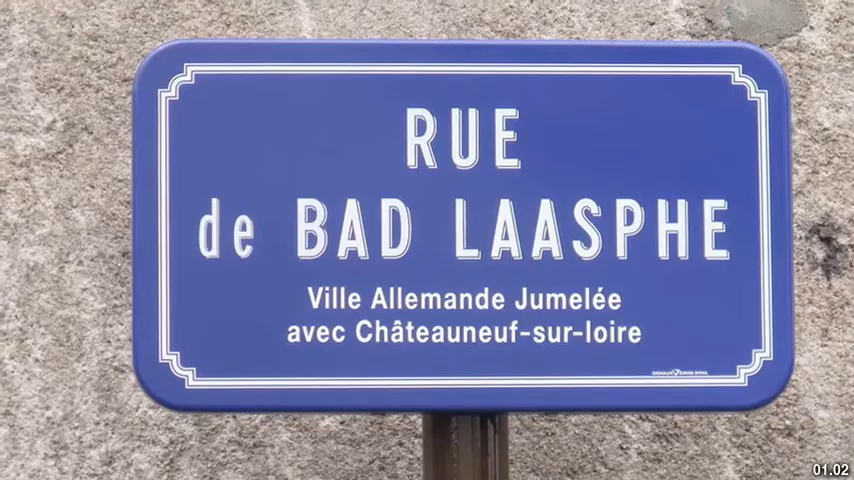 RUE
de BAD LAASPHE
Ville Allemande Jumelée
avec Châteauneuf-sur-loire
01.02